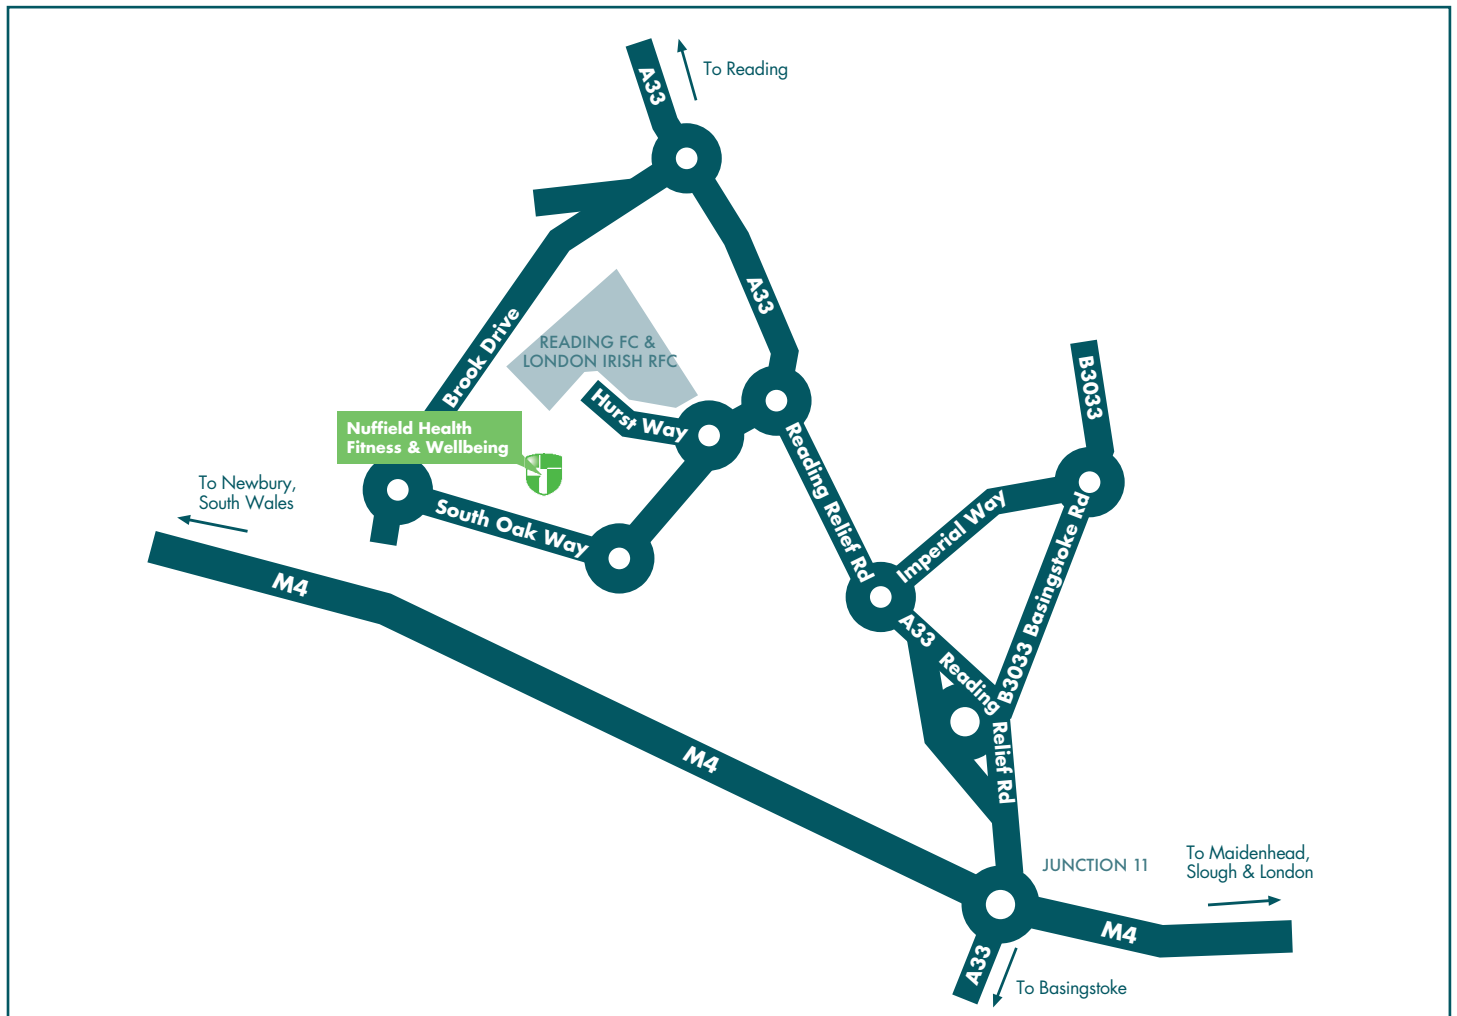 A33
To Reading
A33
Brook Drive
READING FC &
LONDON IRISH RFC
B3033
Hurst Way
Nuffield Health
Fitness & Wellbeing
Reading Relief Rd
To Newbury,
South Wales
South Oak Way
Imperial Way
B3033 Basingstoke Rd
M4
A33 Reading Relief Rd
M4
JUNCTION 11
To Maidenhead,
Slough & London
M4
A33
To Basingstoke